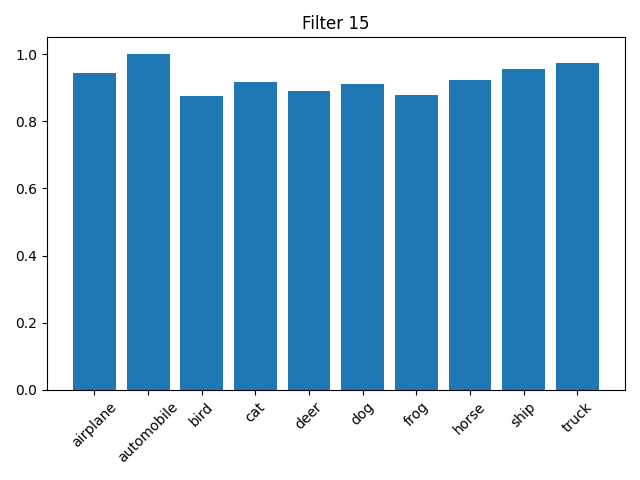 Filter 15
1.0
0.8
0.6
0.4
0.2
0.0
airplane
automobile
bird
cat
deer
dog
frog
horse
ship
truck